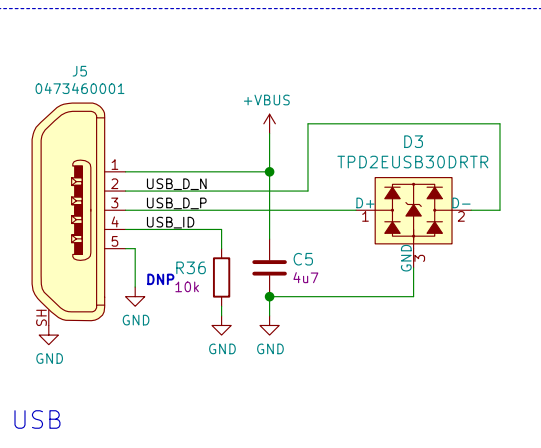 J5
0473460001
+VBUS
D3
TPD2EUSB30DRTR
1
2
USB_D_N
3
USB_D_P
4
USB_ID
5
D+
1
D-
2
GND
3
C5
4u7
R36
10k
DNP
SH
GND
GND
GND
GND
USB